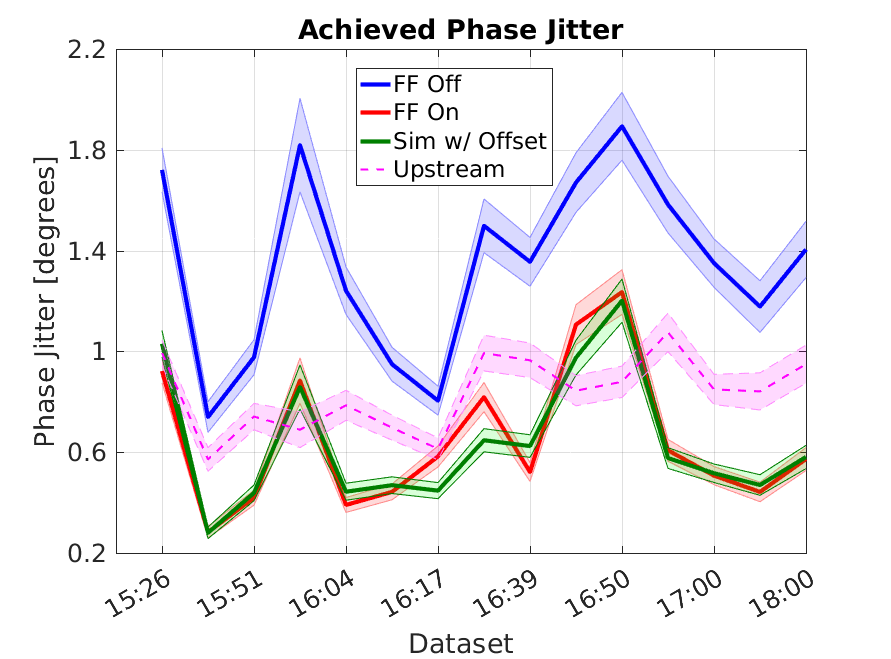 Achieved Phase Jitter
2.2
1.8
1.4
1
0.6
0.2
Phase Jitter [degrees]
FF Off
FF On
Sim w/ Offset
Upstream
15:26
15:51
16:04
16:17
16:39
16:50
17:00
18:00
Dataset